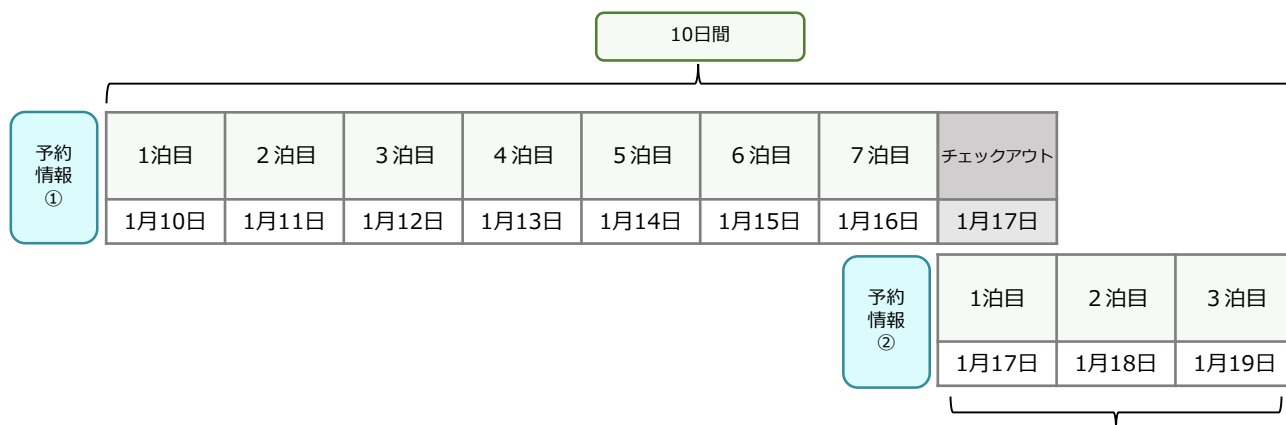 10日間
予約
情報
①
1泊目 2泊目 3泊目 4泊目 5泊目 6泊目 7泊目 チェックアウト
1月10日 1月11日 1月12日 1月13日 1月14日 1月15日 1月16日 1月17日
予約
情報
②
1泊目 2泊目 3泊目
1月17日 1月18日 1月19日